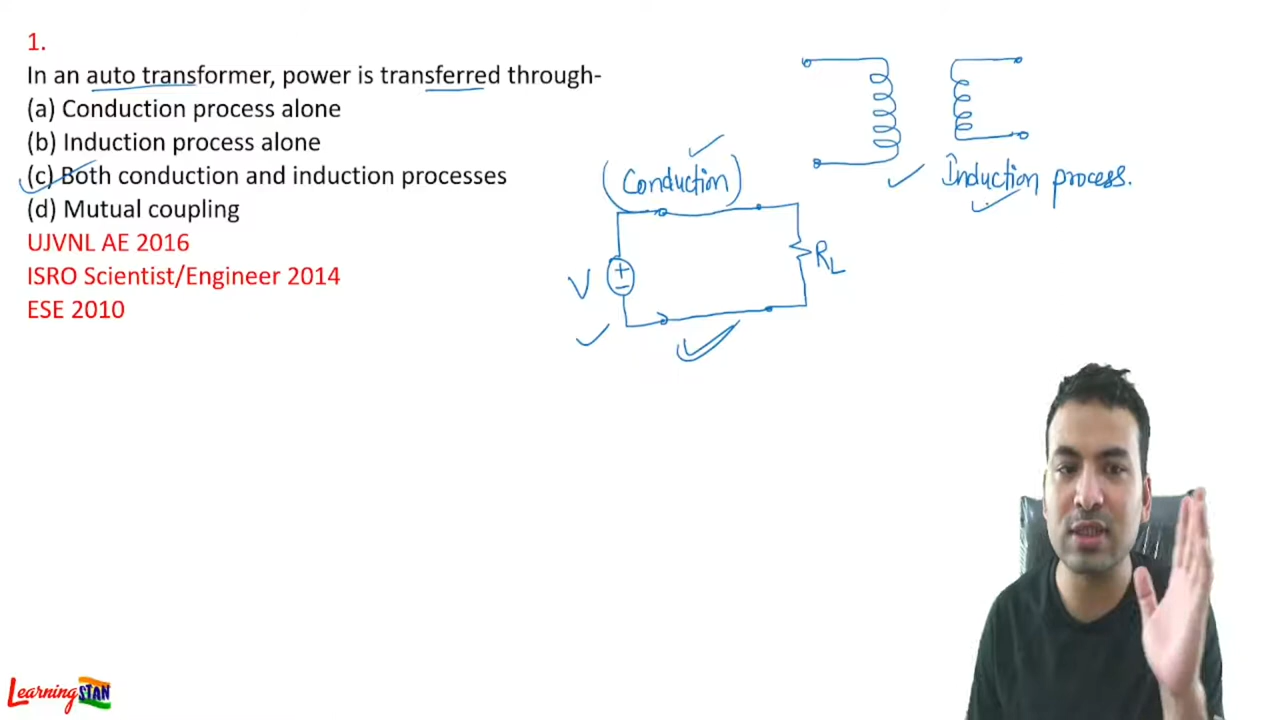 1.
In an auto transformer, power is transferred through-
(a) Conduction process alone
(b) Induction process alone
(c) Both conduction and induction processes
(d) Mutual coupling
UJVNL AE 2016
ISRO Scientist/Engineer 2014
ESE 2010
Induction process.
(Conduction)
V
+
−
RL
Learning STAN